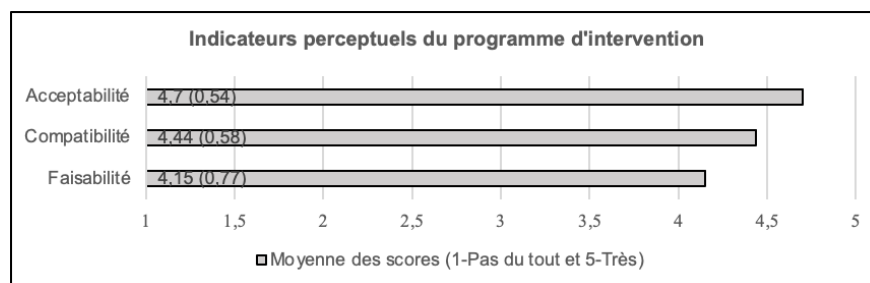 Indicateurs perceptuels du programme d'intervention
Acceptabilité 4,7 (0,54)
Compatibilité 4,44 (0,58)
Faisabilité 4,15 (0,77)
1 1,5 2 2,5 3 3,5 4 4,5 5
Moyenne des scores (1-Pas du tout et 5-Très)